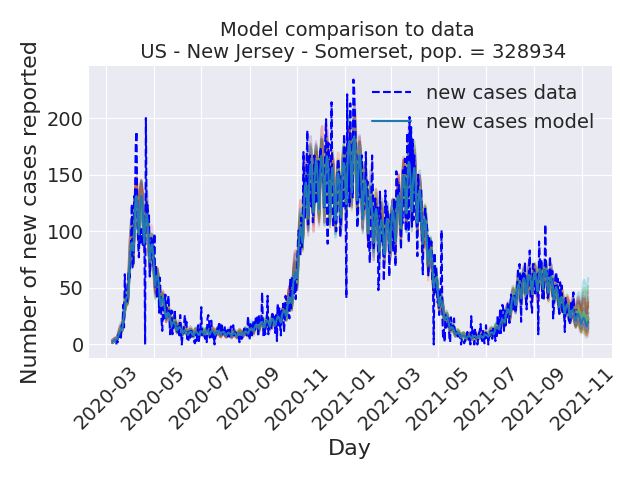 Model comparison to data
US - New Jersey - Somerset, pop. = 328934
Number of new cases reported
200
150
100
50
0
new cases data
new cases model
2020-03
2020-05
2020-07
2020-09
2020-11
2021-01
2021-03
2021-05
2021-07
2021-09
2021-11
Day